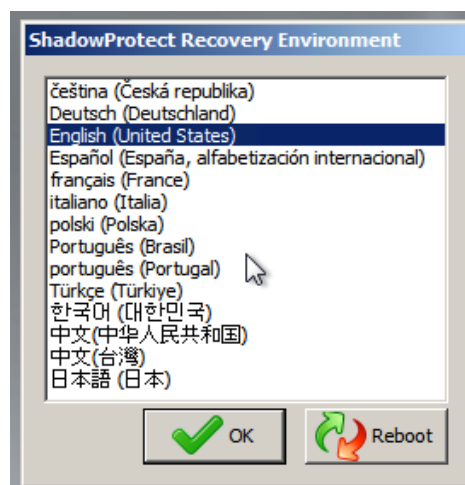 ShadowProtect Recovery Environment
čeština (Česká republika)
Deutsch (Deutschland)
English (United States)
Español (España, alfabetización internacional)
français (France)
italiano (Italia)
polski (Polska)
Português (Brasil)
português (Portugal)
Türkçe (Türkiye)
한국어 (대한민국)
中文(中华人民共和国)
中文(台灣)
日本語 (日本)
OK
Reboot